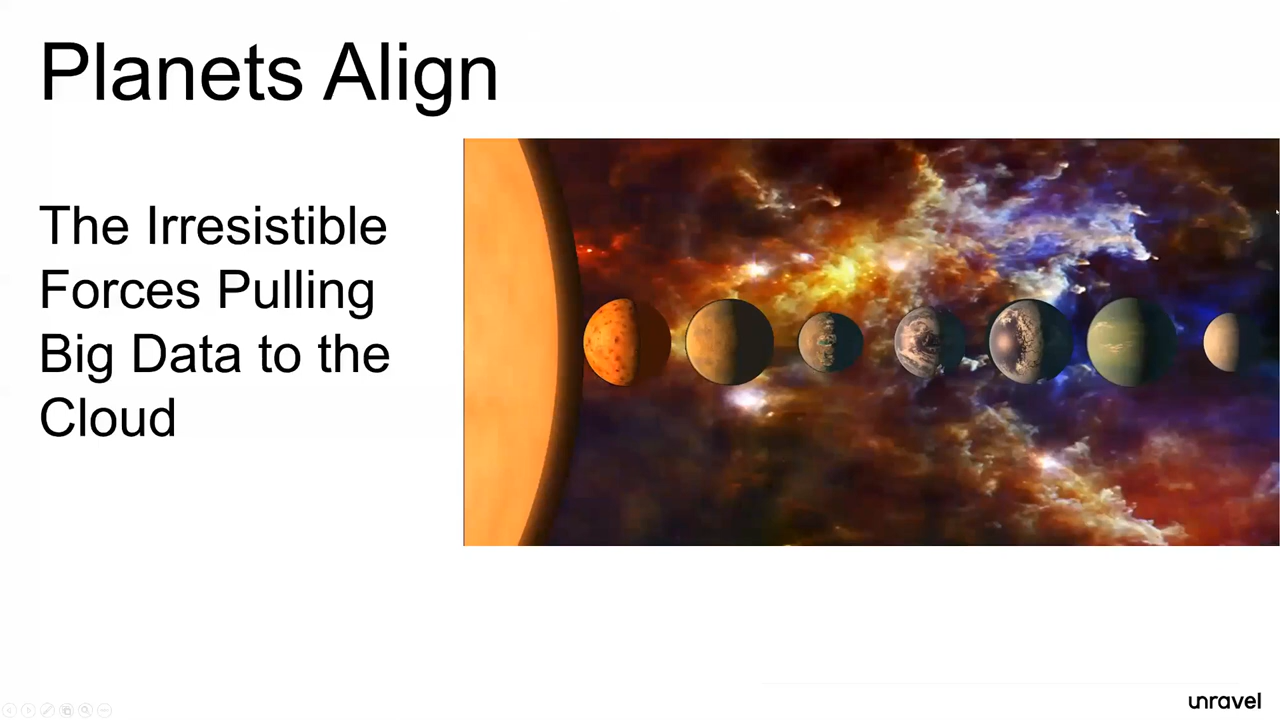 Planets Align
The Irresistible
Forces Pulling
Big Data to the
Cloud
unravel